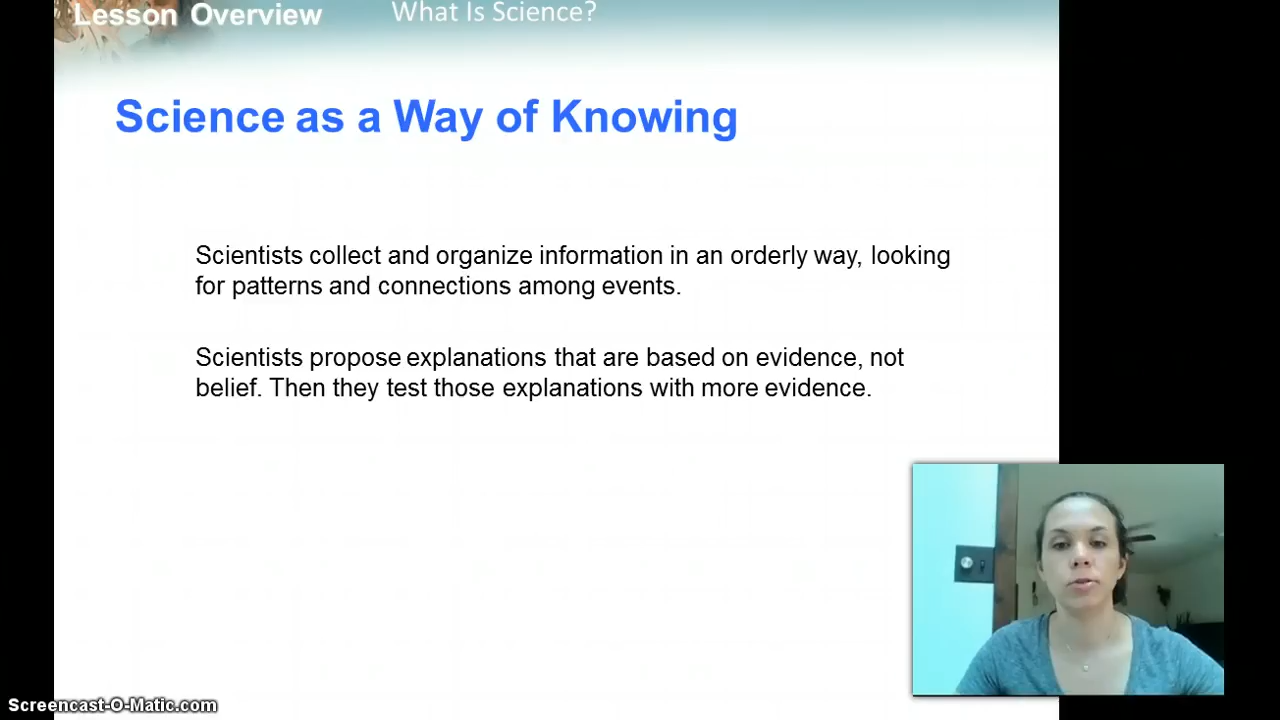 Lesson Overview What Is Science?
Science as a Way of Knowing
Scientists collect and organize information in an orderly way, looking
for patterns and connections among events.
Scientists propose explanations that are based on evidence, not
belief. Then they test those explanations with more evidence.
Screencast-O-Matic.com